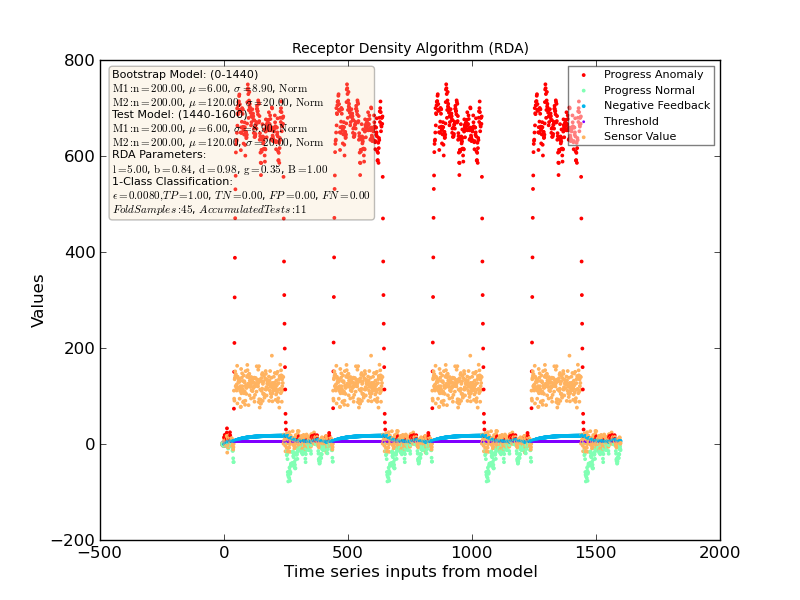 Receptor Density Algorithm (RDA)
Bootstrap Model: (0-1440)
M1:n=200.00, μ=6.00, σ=8.90, Norm
M2:n=200.00, μ=120.00, σ=20.00, Norm
Test Model: (1440-1600)
M1:n=200.00, μ=6.00, σ=8.90, Norm
M2:n=200.00, μ=120.00, σ=20.00, Norm
RDA Parameters:
l=5.00, b=0.84, d=0.98, g=0.35, B=1.00
1-Class Classification:
ϵ=0.0080,TP=1.00, TN=0.00, FP=0.00, FN=0.00
FoldSamples:45, AccumulatedTests:11
Progress Anomaly
Progress Normal
Negative Feedback
Threshold
Sensor Value
800
600
400
200
0
−200
Values
−500 0 500 1000 1500 2000
Time series inputs from model